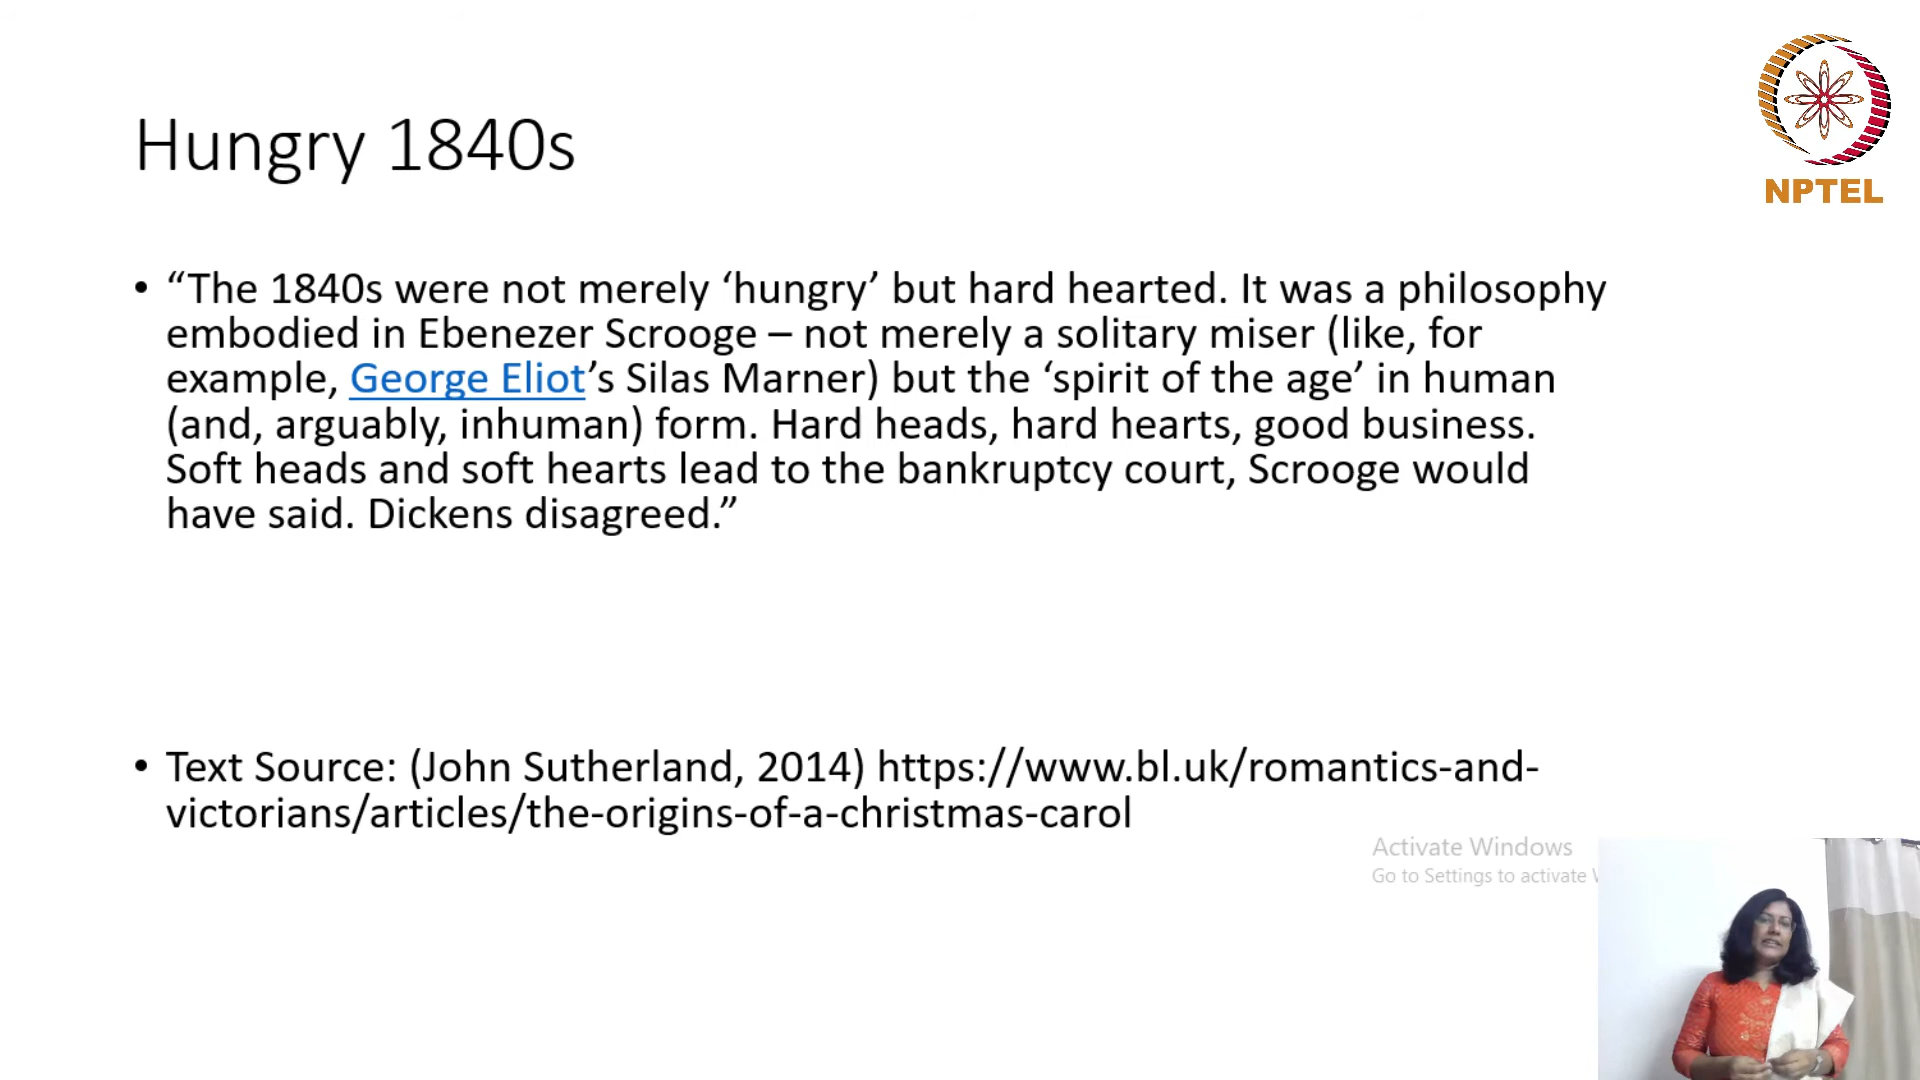 NPTEL
Hungry 1840s
• “The 1840s were not merely ‘hungry’ but hard hearted. It was a philosophy
embodied in Ebenezer Scrooge – not merely a solitary miser (like, for
example, George Eliot’s Silas Marner) but the ‘spirit of the age’ in human
(and, arguably, inhuman) form. Hard heads, hard hearts, good business.
Soft heads and soft hearts lead to the bankruptcy court, Scrooge would
have said. Dickens disagreed.”
• Text Source: (John Sutherland, 2014) https://www.bl.uk/romantics-and-
victorians/articles/the-origins-of-a-christmas-carol
Activate Windows
Go to Settings to activate